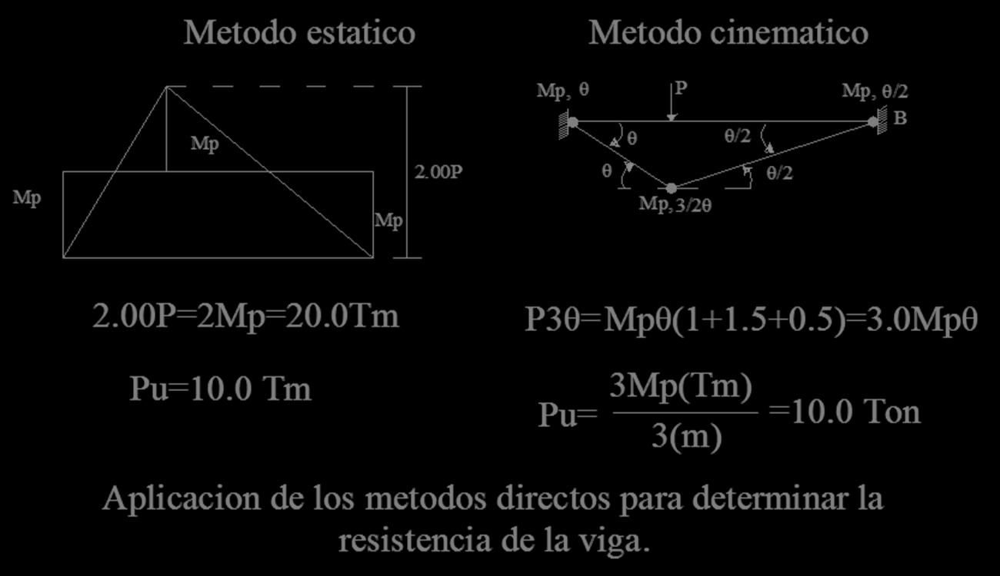 Metodo estatico
Mp
Mp
Mp
2.00P
2.00P=2Mp=20.0Tm
Pu=10.0 Tm
Metodo cinematico
Mp, θ
P
Mp, θ/2
B
θ
θ/2
θ
θ/2
Mp,3/2θ
P3θ=Mpθ(1+1.5+0.5)=3.0Mpθ
Pu= 3Mp(Tm) / 3(m) =10.0 Ton
Aplicacion de los metodos directos para determinar la
resistencia de la viga.